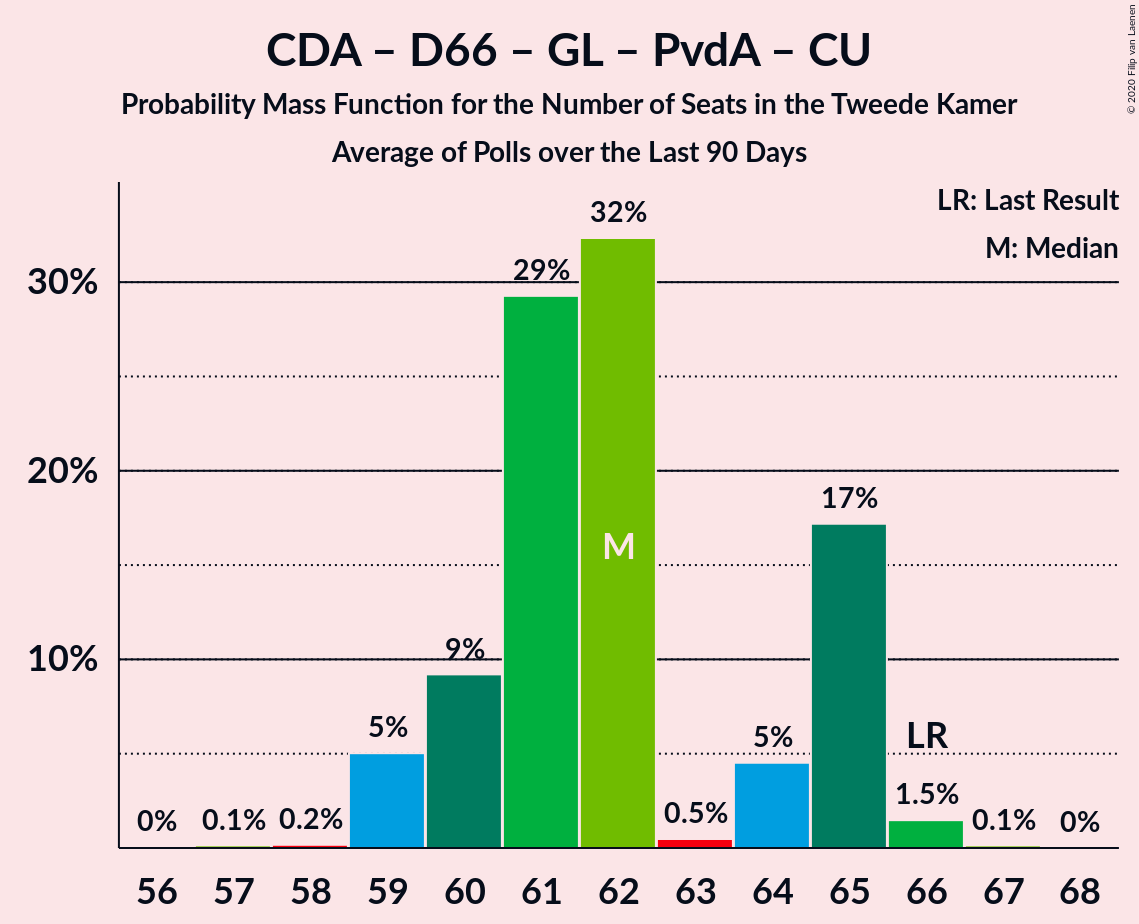 CDA – D66 – GL – PvdA – CU
Probability Mass Function for the Number of Seats in the Tweede Kamer
Average of Polls over the Last 90 Days
© 2020 Filip van Laenen
LR: Last Result
M: Median
32%
29%
30%
20%
17%
M
10%
9%
5%
5%
LR
0%
0.1%
0.2%
0.5%
1.5%
0.1%
0%
56 57 58 59 60 61 62 63 64 65 66 67 68